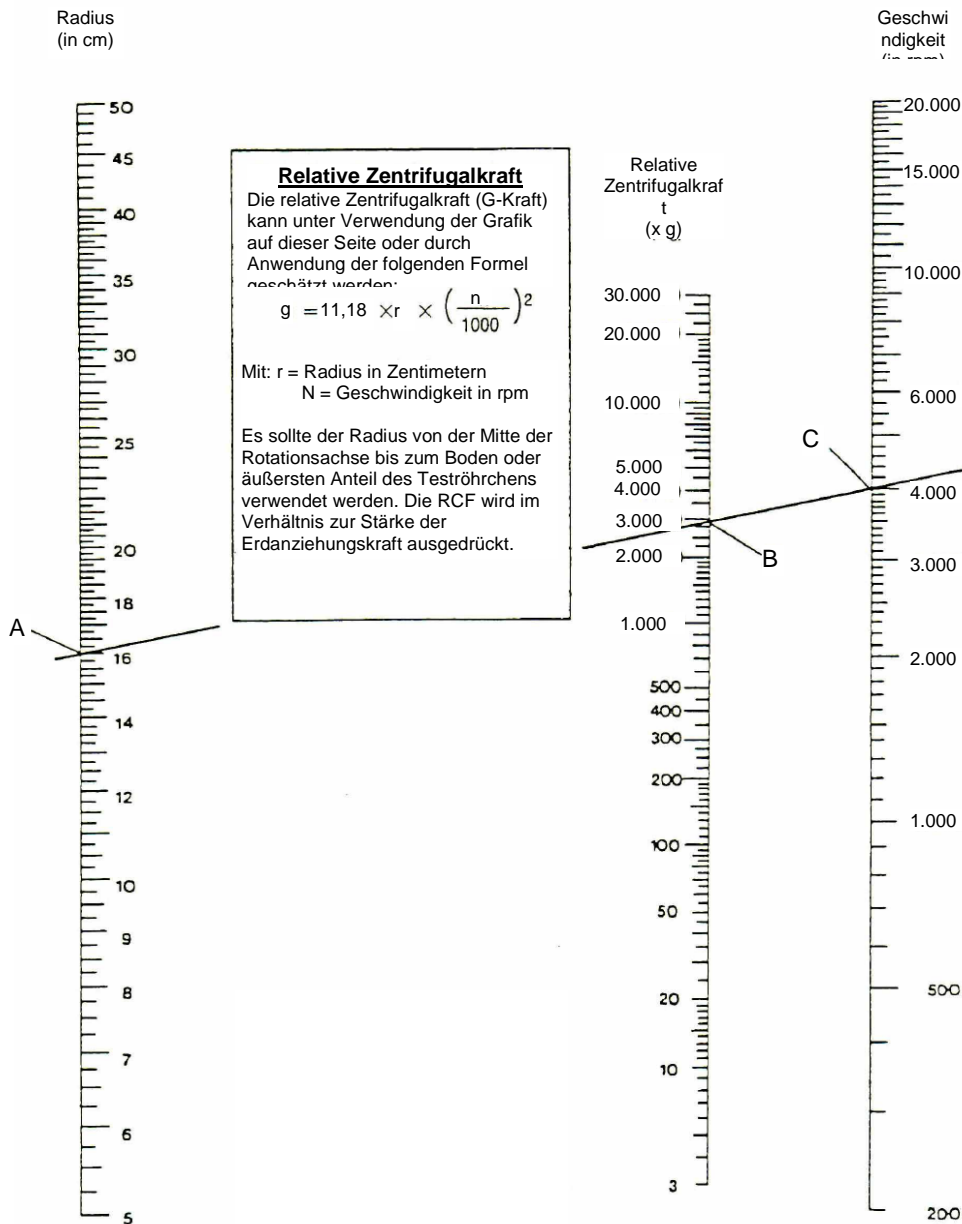 Radius
(in cm)
50
45
40
35
30
25
20
18
16
14
12
10
9
8
7
6
5
A
Relative Zentrifugalkraft
Die relative Zentrifugalkraft (G-Kraft)
kann unter Verwendung der Grafik
auf dieser Seite oder durch
Anwendung der folgenden Formel
geschätzt werden:
g = 11,18 × r × ( n / 1000 )²
Mit: r = Radius in Zentimetern
N = Geschwindigkeit in rpm
Es sollte der Radius von der Mitte der
Rotationsachse bis zum Boden oder
äußersten Anteil des Teströhrchens
verwendet werden. Die RCF wird im
Verhältnis zur Stärke der
Erdanziehungskraft ausgedrückt.
Relative
Zentrifugalkraf
t
(x g)
30.000
20.000
10.000
5.000
4.000
3.000
2.000
1.000
500
400
300
200
100
50
20
10
3
B
Geschwi
ndigkeit
(in rpm)
20.000
15.000
10.000
6.000
4.000
3.000
2.000
1.000
500
200
C